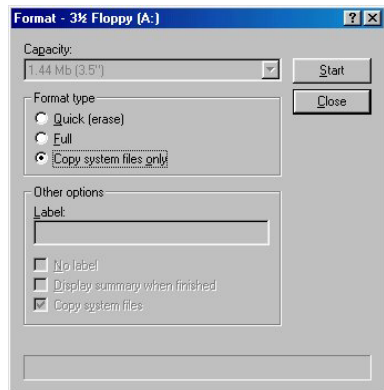 Format - 3½ Floppy (A:)
Capacity:
1.44 Mb (3.5")
Start
Format type
Close
Quick (erase)
Full
Copy system files only
Other options
Label:
No label
Display summary when finished
Copy system files